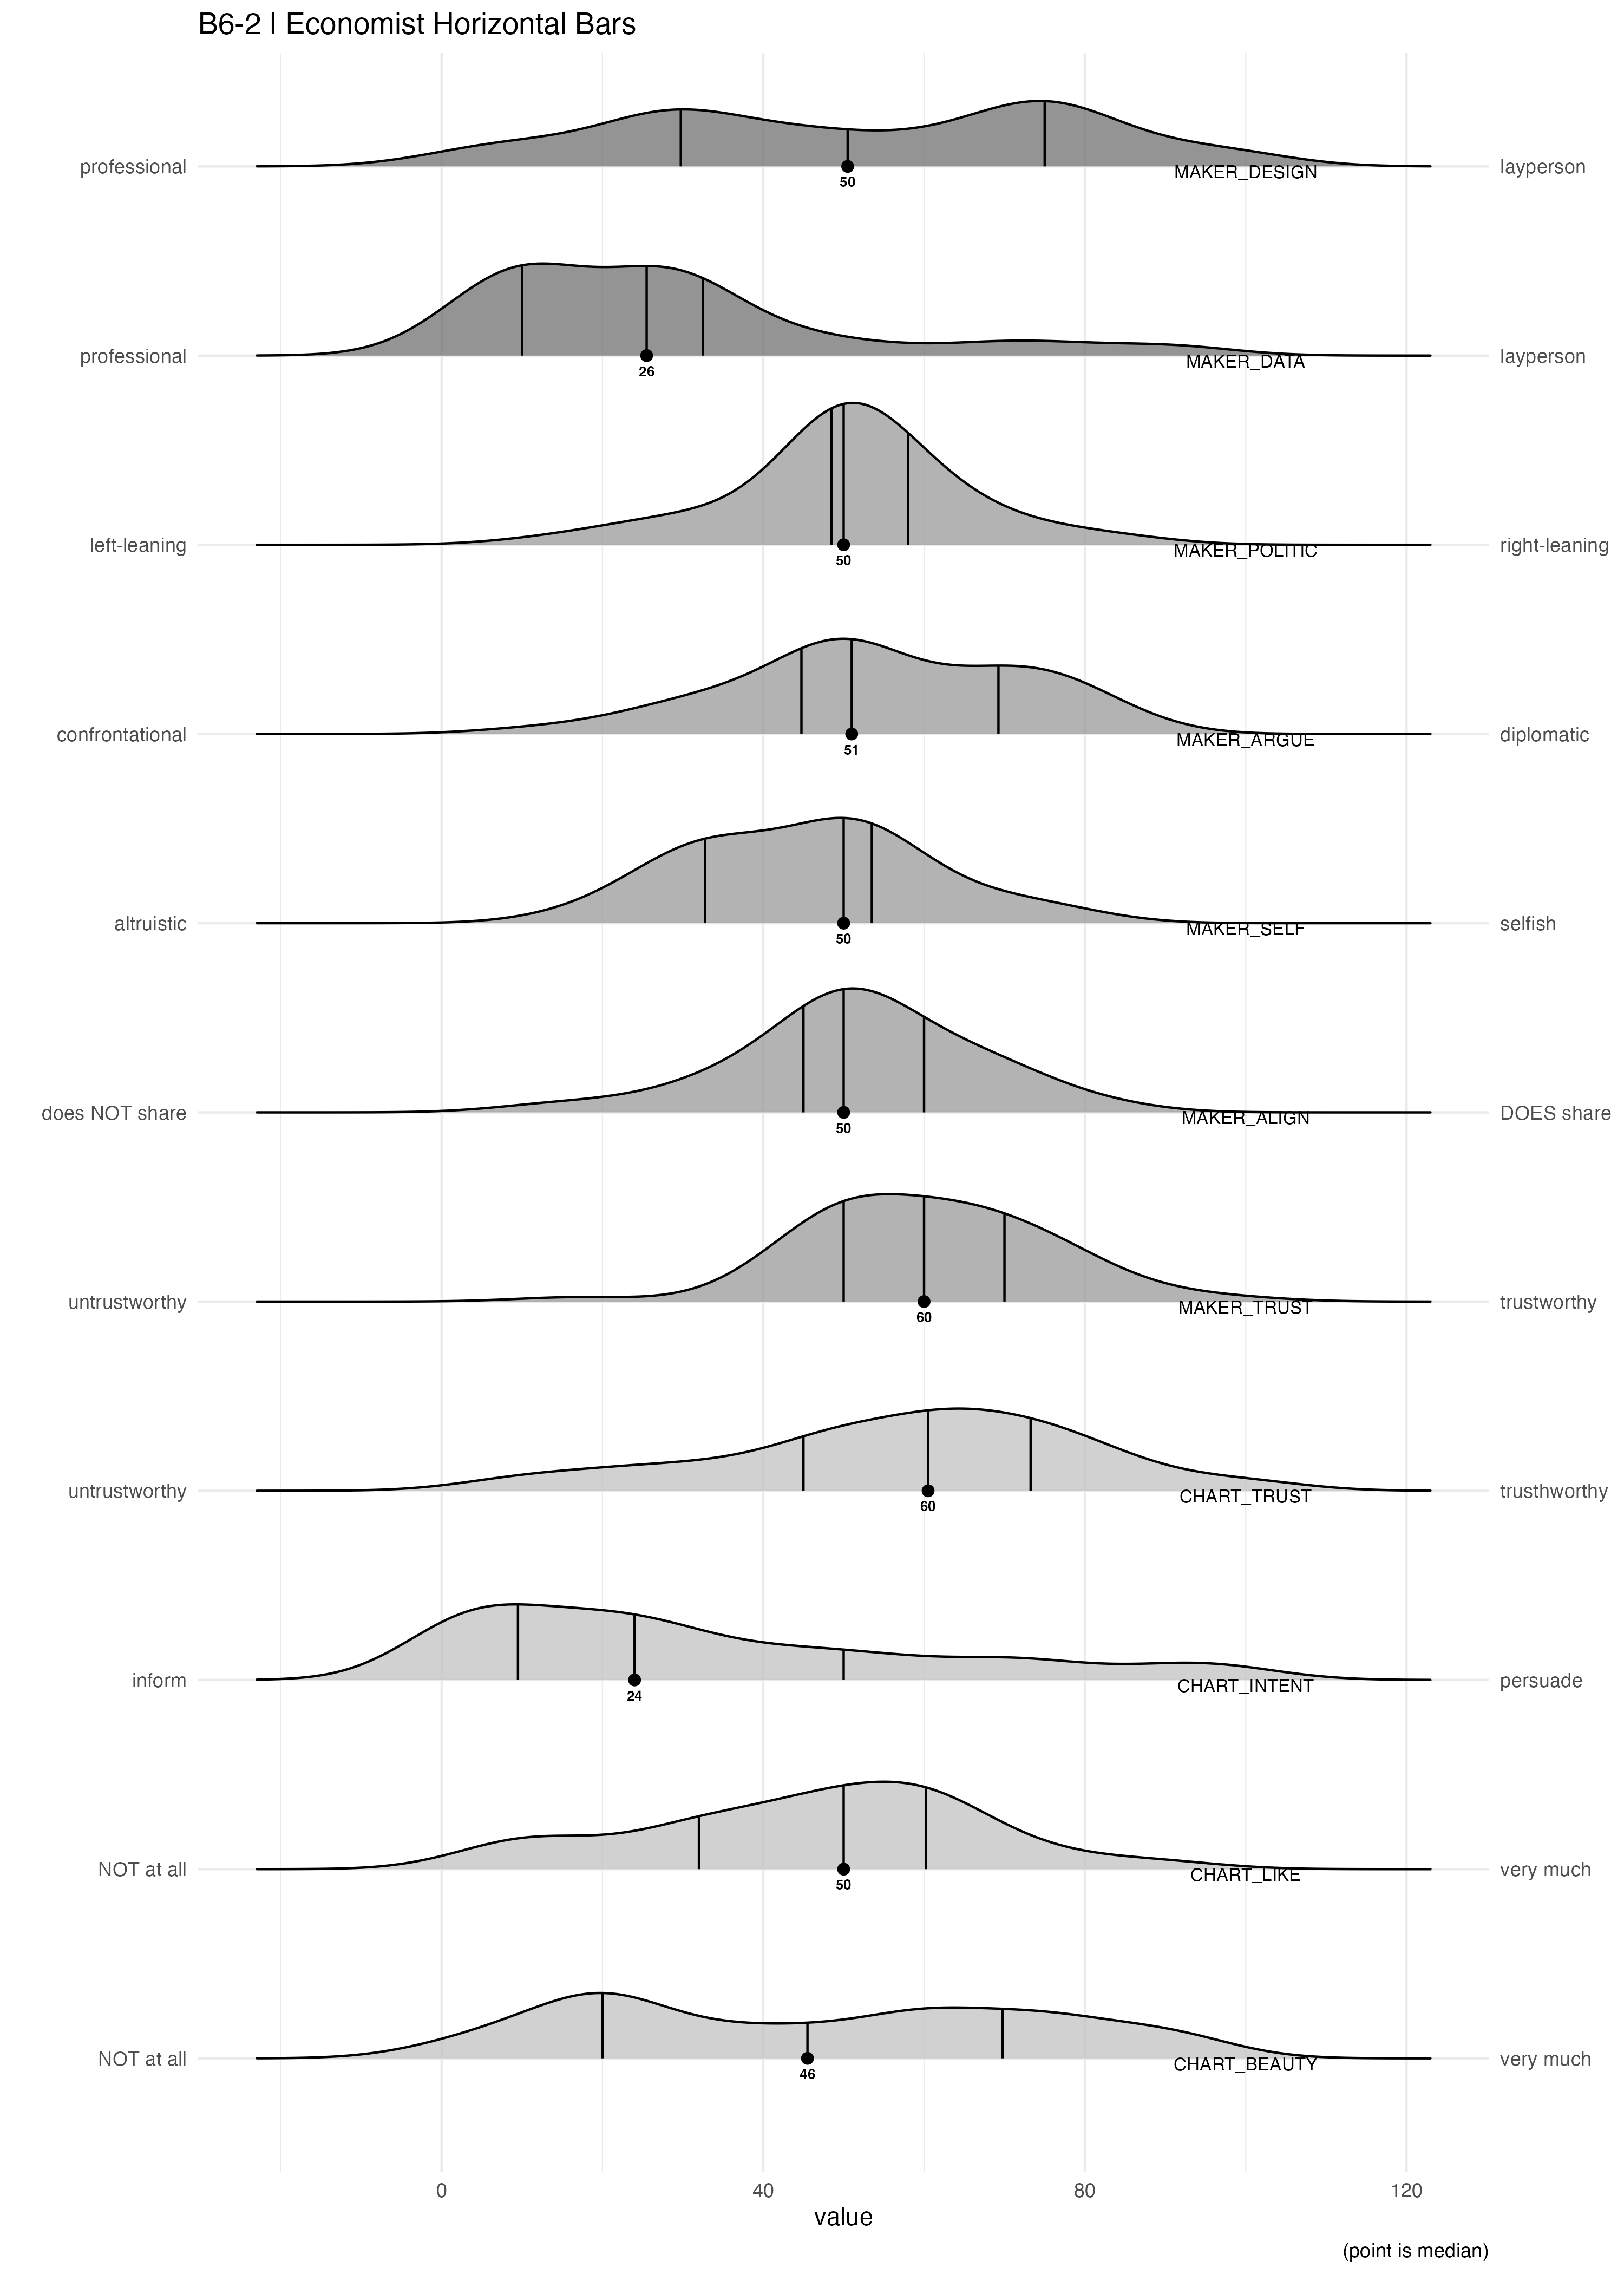 B6-2 | Economist Horizontal Bars
professional
MAKER_DESIGN
layperson
50
professional
MAKER_DATA
layperson
26
left-leaning
MAKER_POLITIC
right-leaning
50
confrontational
MAKER_ARGUE
diplomatic
51
altruistic
MAKER_SELF
selfish
50
does NOT share
MAKER_ALIGN
DOES share
50
untrustworthy
MAKER_TRUST
trustworthy
60
untrustworthy
CHART_TRUST
trusthworthy
60
inform
CHART_INTENT
persuade
24
NOT at all
CHART_LIKE
very much
50
NOT at all
CHART_BEAUTY
very much
46
0 40 80 120
value
(point is median)